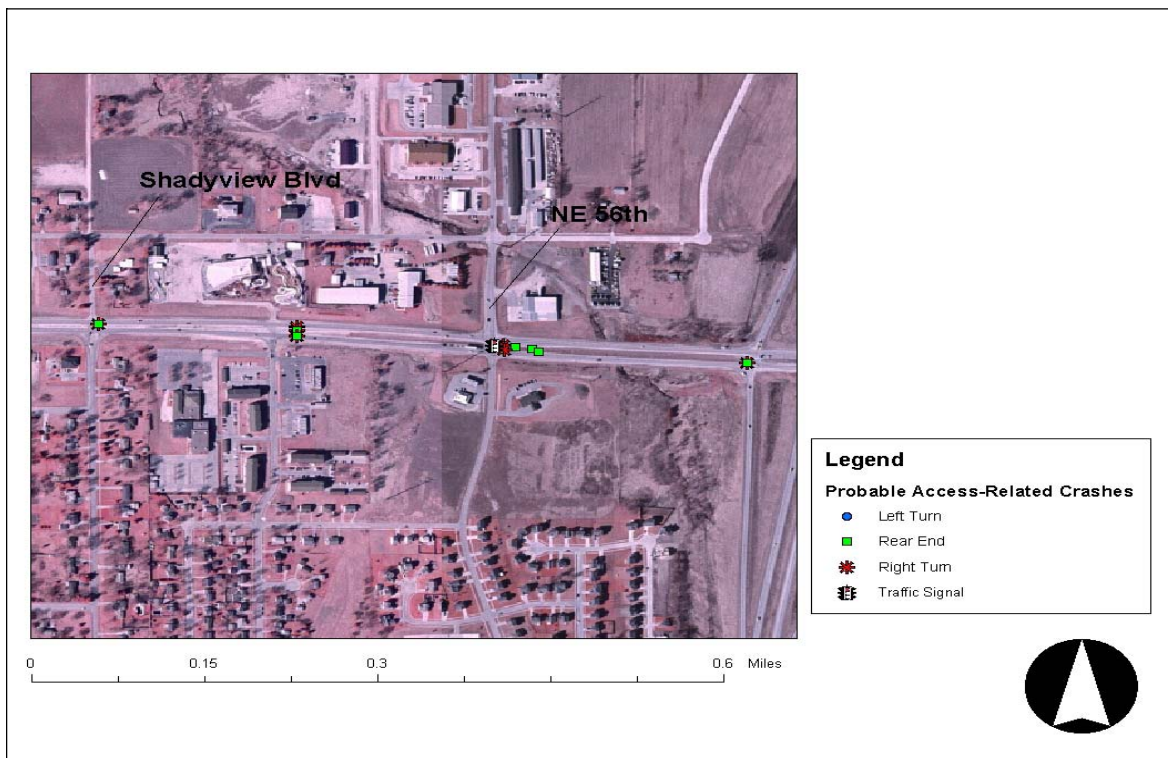 Shadyview Blvd
NE 56th
Legend
Probable Access-Related Crashes
Left Turn
Rear End
Right Turn
Traffic Signal
0 0.15 0.3 0.6 Miles